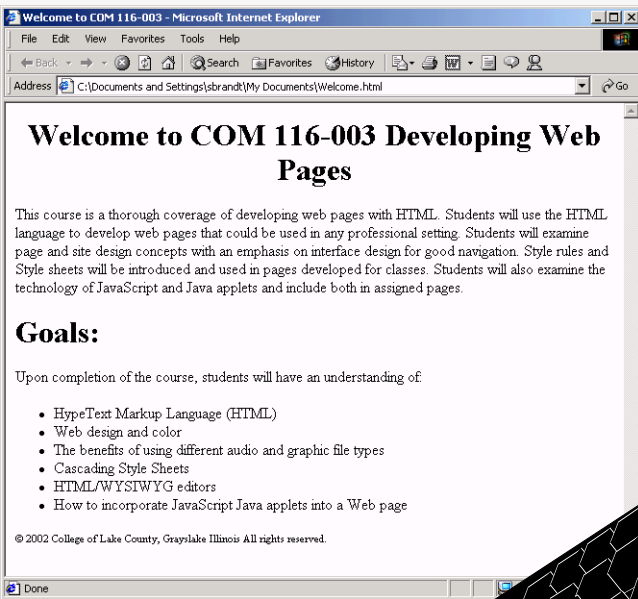 Welcome to COM 116-003 - Microsoft Internet Explorer
File Edit View Favorites Tools Help
Back Search Favorites History
Address C:\Documents and Settings\sbrandt\My Documents\Welcome.html Go
Welcome to COM 116-003 Developing Web
Pages
This course is a thorough coverage of developing web pages with HTML. Students will use the HTML
language to develop web pages that could be used in any professional setting. Students will examine
page and site design concepts with an emphasis on interface design for good navigation. Style rules and
Style sheets will be introduced and used in pages developed for classes. Students will also examine the
technology of JavaScript and Java applets and include both in assigned pages.
Goals:
Upon completion of the course, students will have an understanding of:
• HypeText Markup Language (HTML)
• Web design and color
• The benefits of using different audio and graphic file types
• Cascading Style Sheets
• HTML/WYSIWYG editors
• How to incorporate JavaScript Java applets into a Web page
© 2002 College of Lake County, Grayslake Illinois All rights reserved.
Done